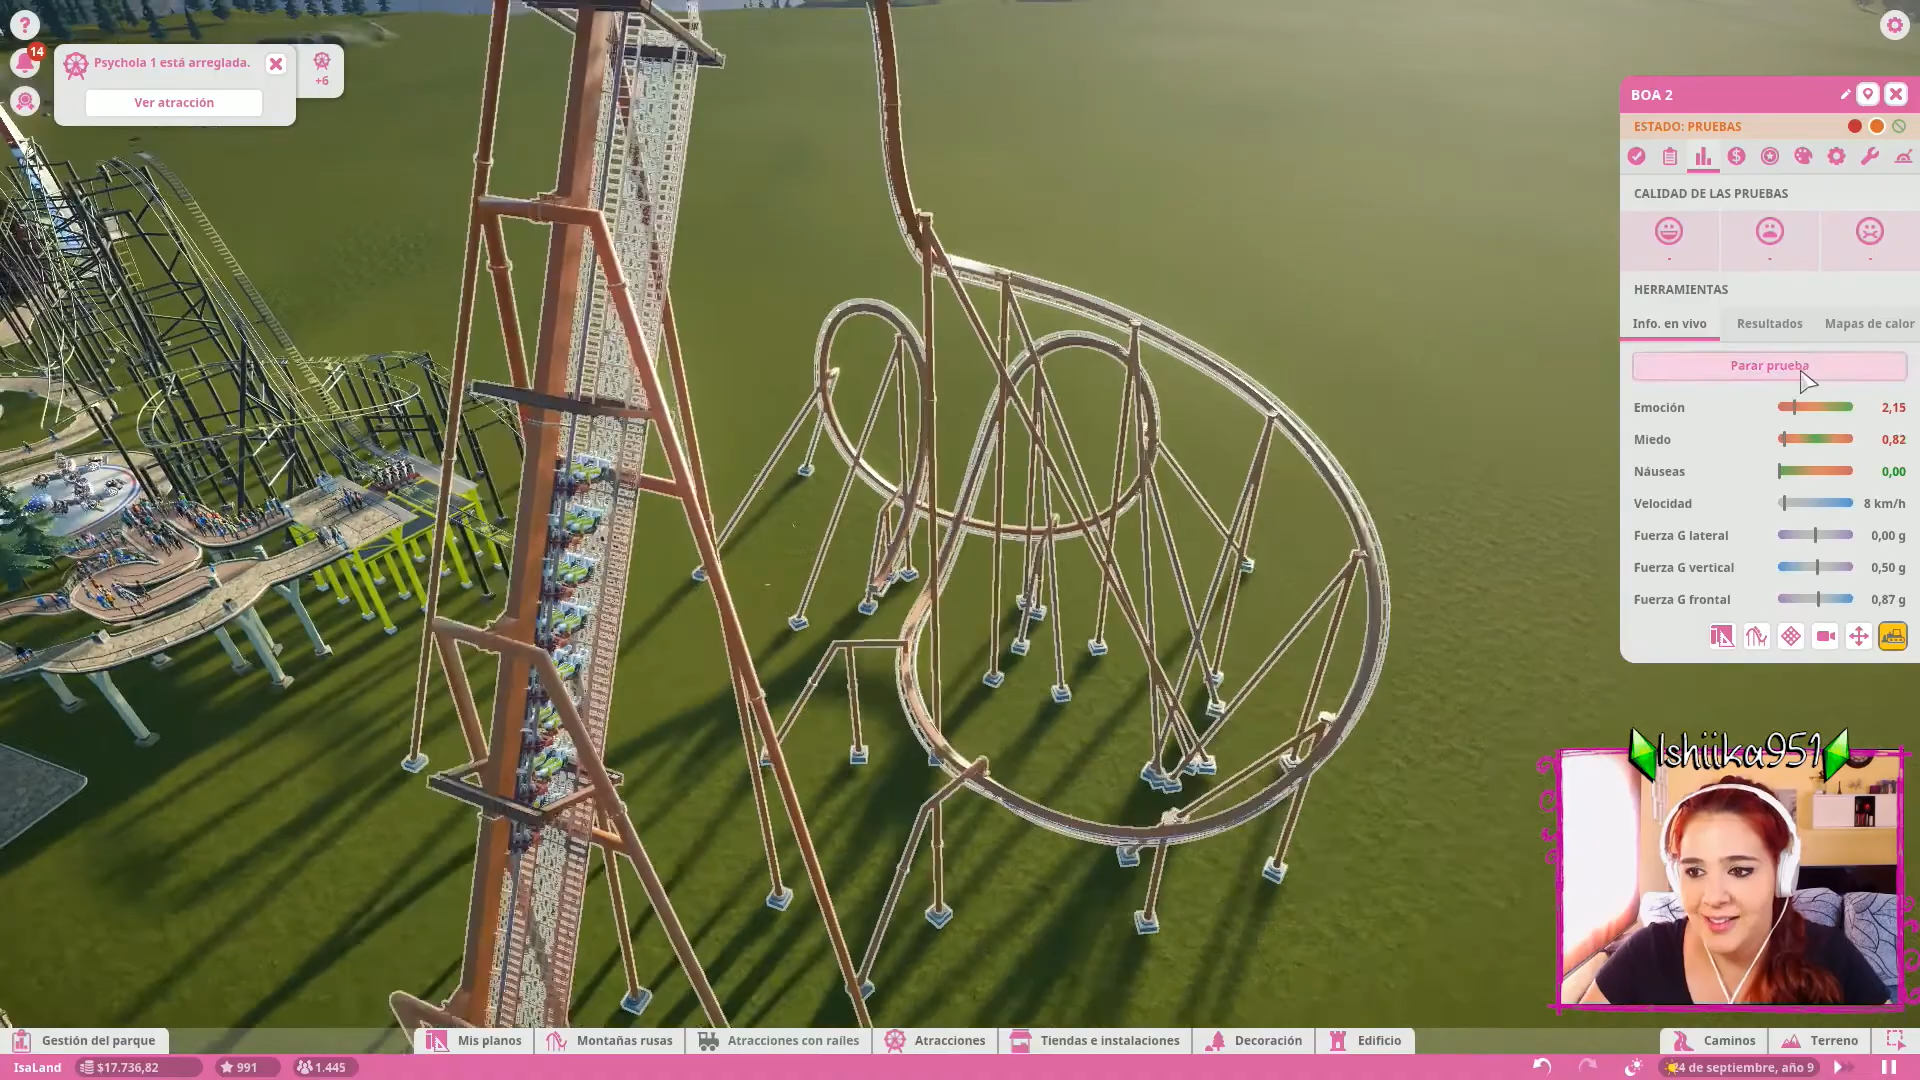 14
Psychola 1 está arreglada.
+6
Ver atracción
BOA 2
ESTADO: PRUEBAS
CALIDAD DE LAS PRUEBAS
- - -
HERRAMIENTAS
Info. en vivo Resultados Mapas de calor
Parar prueba
Emoción 2,15
Miedo 0,82
Náuseas 0,00
Velocidad 8 km/h
Fuerza G lateral 0,00 g
Fuerza G vertical 0,50 g
Fuerza G frontal 0,87 g
Ishiika951
Gestión del parque Mis planos Montañas rusas Atracciones con raíles Atracciones Tiendas e instalaciones Decoración Edificio Caminos Terreno
IsaLand $17.736,82 991 1.445 24 de septiembre, año 9